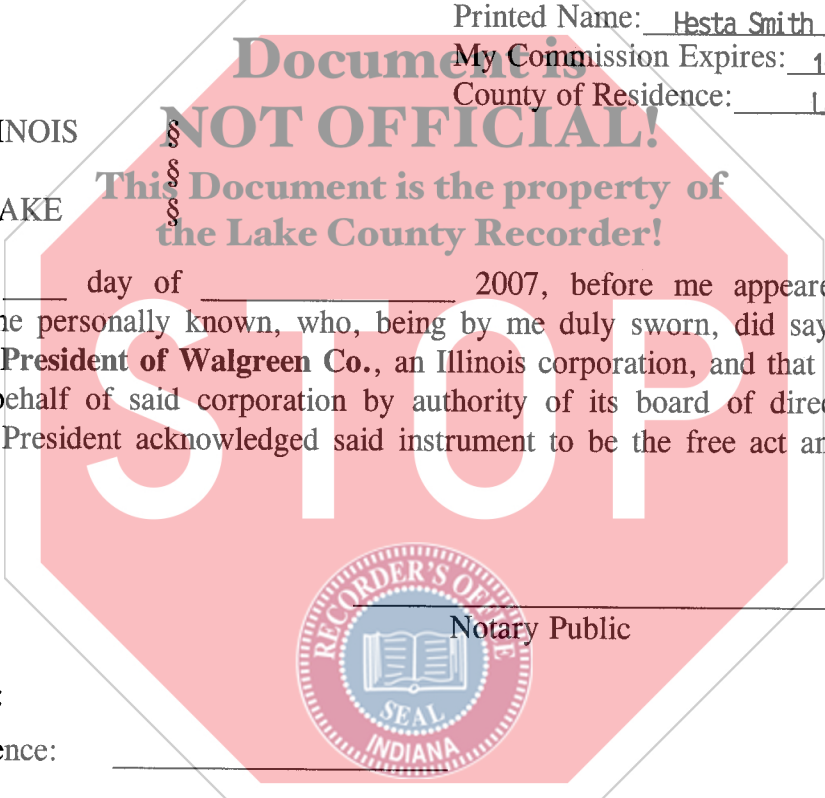 Printed Name: Hesta Smith
My Commission Expires: 1
County of Residence:
Document is
NOT OFFICIAL!
This Document is the property of
the Lake County Recorder!
INOIS §
§
AKE §
day of 2007, before me appeare
ne personally known, who, being by me duly sworn, did say
President of Walgreen Co., an Illinois corporation, and that
behalf of said corporation by authority of its board of direc
President acknowledged said instrument to be the free act an
STOP
Notary Public
RECORDER'S OFFICE
SEAL
INDIANA
:
ence: